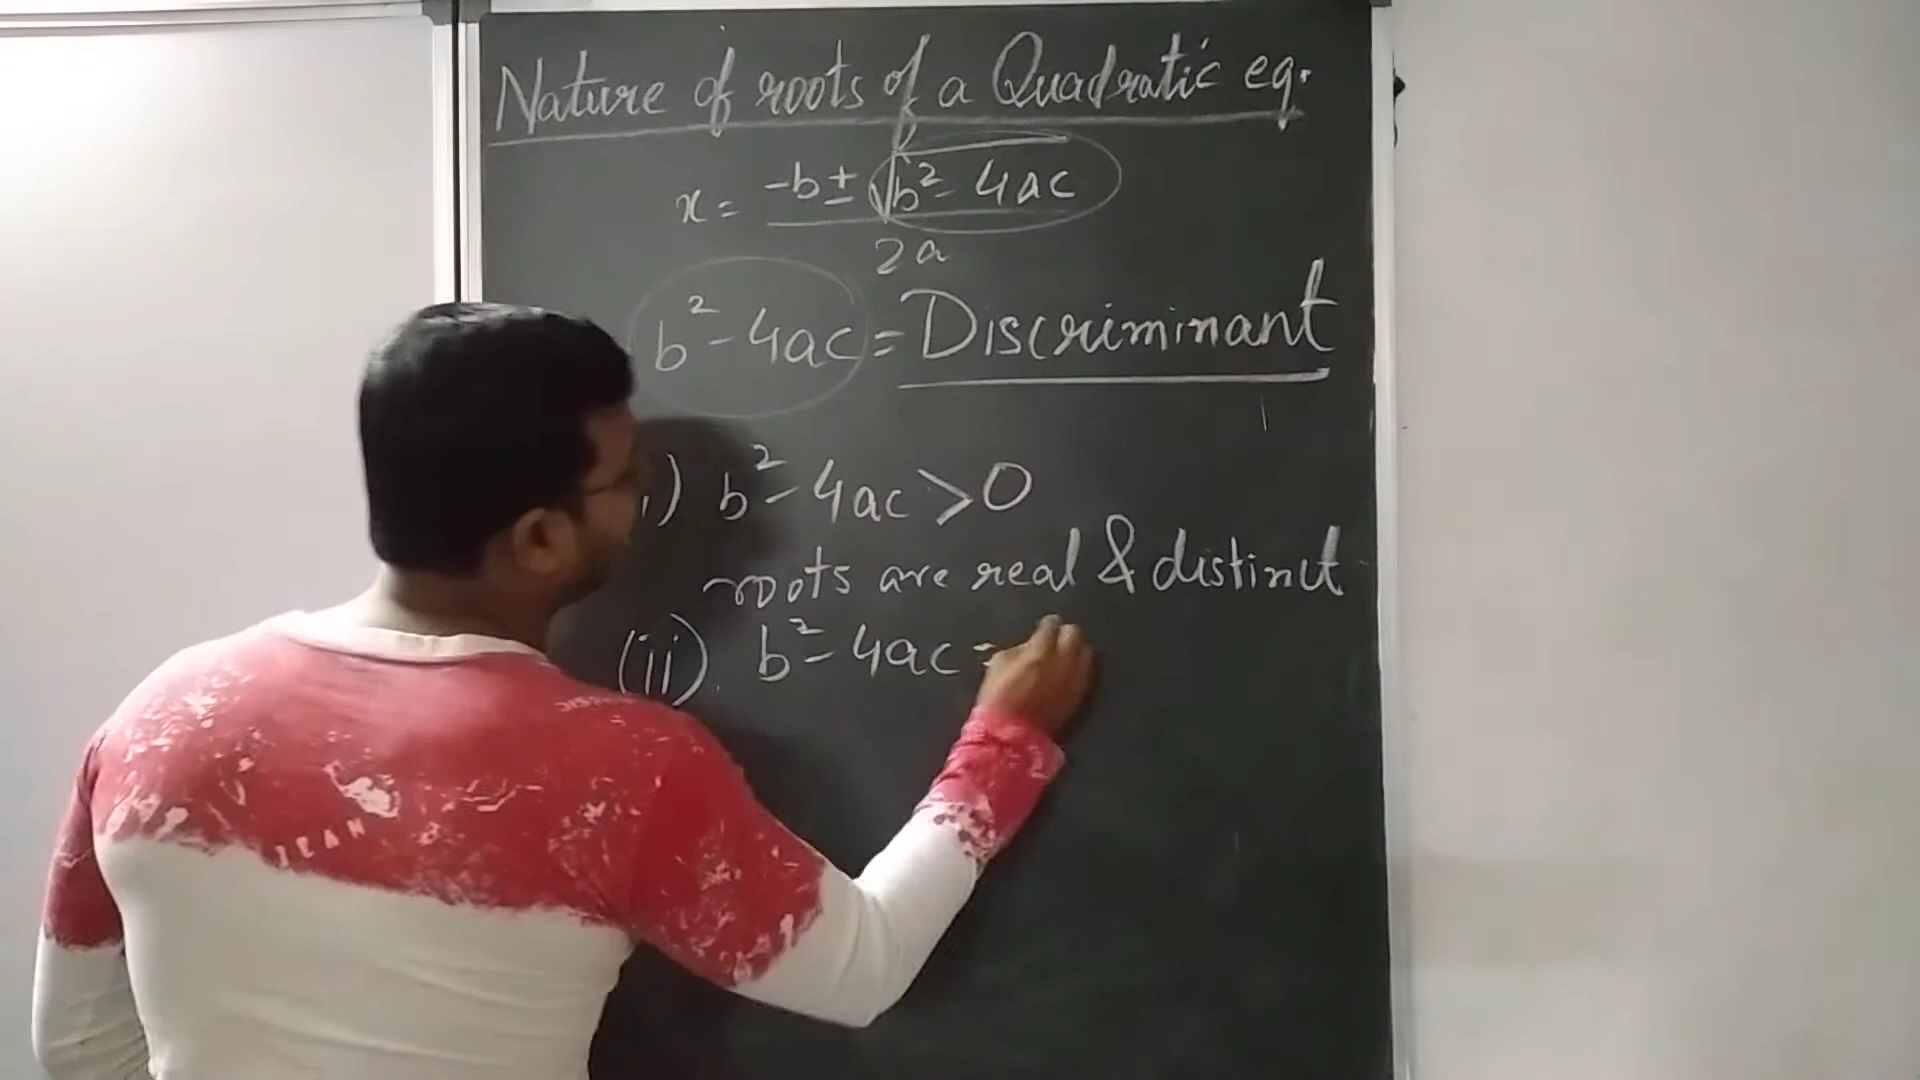 Nature of roots of a Quadratic eq.
x = -b ± √b² - 4ac
2a
b² - 4ac = Discriminant
i) b² - 4ac > 0
roots are real & distinct
(ii). b² - 4ac =